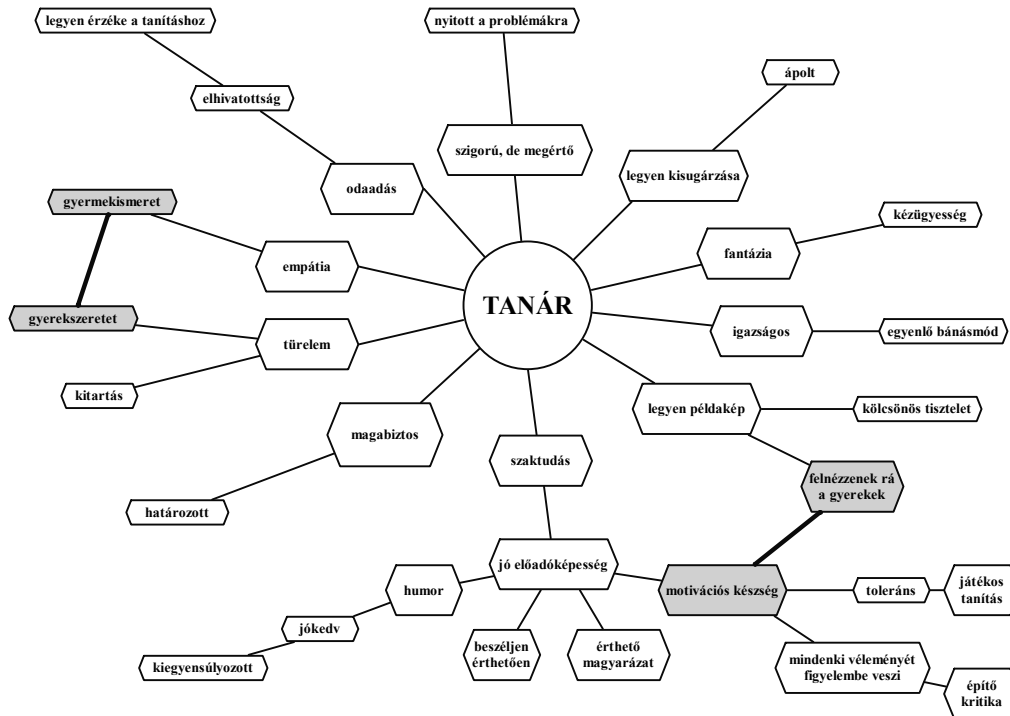 legyen érzéke a tanításhoz
nyitott a problémákra
ápolt
elhivatottság
szigorú, de megértő
legyen kisugárzása
odaadás
gyermekismeret
kézügyesség
fantázia
empátia
TANÁR
gyerekszeretet
türelem
igazságos
egyenlő bánásmód
kitartás
legyen példakép
kölcsönös tisztelet
magabiztos
szaktudás
felnézzenek rá
a gyerekek
határozott
jó előadóképesség
humor
motivációs készség
toleráns
játékos
tanítás
jókedv
beszéljen
érthetően
érthető
magyarázat
kiegyensúlyozott
mindenki véleményét
figyelembe veszi
építő
kritika